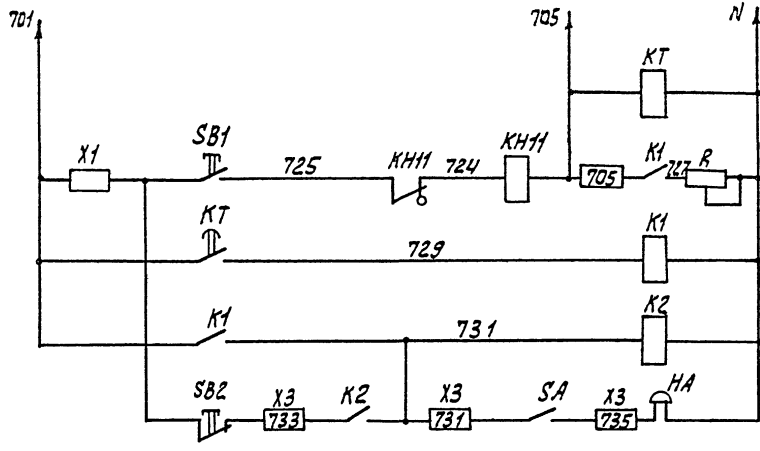 701
705
N
KT
X1
SB1
725
KH11
724
KH11
705
K1
727
R
KT
729
K1
K1
731
K2
SB2
X3
733
K2
X3
731
SA
X3
735
HA